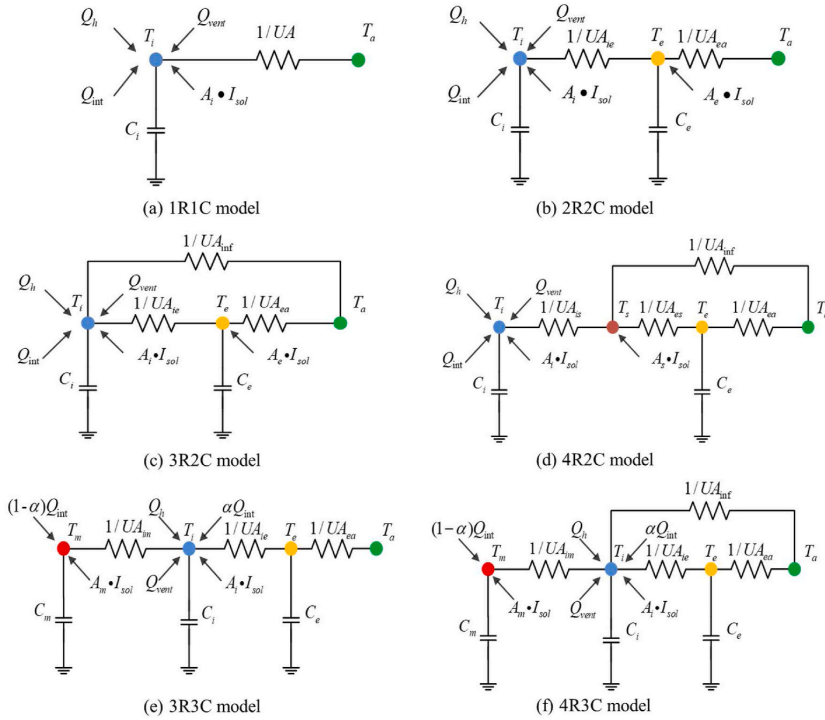 Q_h
T_i
Q_vent
1/UA
T_a
Q_int
A_i • I_sol
C_i
(a) 1R1C model
Q_h
T_i
Q_vent
1/UA_ie
T_e
1/UA_ea
T_a
Q_int
A_i • I_sol
A_e • I_sol
C_i
C_e
(b) 2R2C model
1/UA_inf
Q_h
T_i
Q_vent
1/UA_ie
T_e
1/UA_ea
T_a
Q_int
A_i•I_sol
A_e•I_sol
C_i
C_e
(c) 3R2C model
1/UA_inf
Q_h
T_i
Q_vent
1/UA_is
T_s
1/UA_es
T_e
1/UA_ea
Q_int
A_i•I_sol
A_s•I_sol
C_i
C_e
(d) 4R2C model
(1-α)Q_int
T_m
1/UA_im
Q_h
T_i
αQ_int
1/UA_ie
T_e
1/UA_ea
T_a
A_m•I_sol
Q_vent
A_i•I_sol
C_m
C_i
C_e
(e) 3R3C model
1/UA_inf
(1-α)Q_int
T_m
1/UA_im
Q_h
T_i
αQ_int
1/UA_ie
T_e
1/UA_ea
T_a
A_m•I_sol
Q_vent
A_i•I_sol
C_m
C_i
C_e
(f) 4R3C model